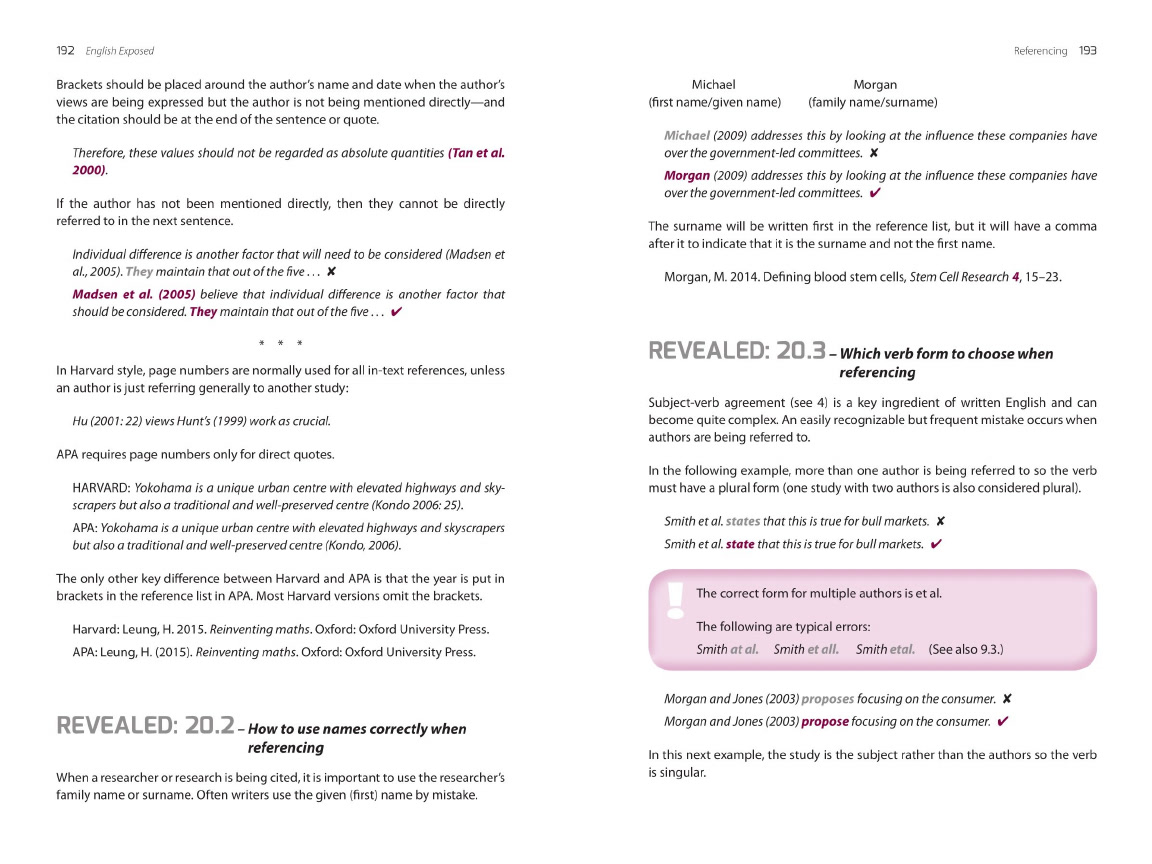 192 English Exposed
Brackets should be placed around the author's name and date when the author's
views are being expressed but the author is not being mentioned directly—and
the citation should be at the end of the sentence or quote.
Therefore, these values should not be regarded as absolute quantities (Tan et al.
2000).
If the author has not been mentioned directly, then they cannot be directly
referred to in the next sentence.
Individual difference is another factor that will need to be considered (Madsen et
al., 2005). They maintain that out of the five . . . ✘
Madsen et al. (2005) believe that individual difference is another factor that
should be considered. They maintain that out of the five . . . ✔
* * *
In Harvard style, page numbers are normally used for all in-text references, unless
an author is just referring generally to another study:
Hu (2001: 22) views Hunt's (1999) work as crucial.
APA requires page numbers only for direct quotes.
HARVARD: Yokohama is a unique urban centre with elevated highways and sky-
scrapers but also a traditional and well-preserved centre (Kondo 2006: 25).
APA: Yokohama is a unique urban centre with elevated highways and skyscrapers
but also a traditional and well-preserved centre (Kondo, 2006).
The only other key difference between Harvard and APA is that the year is put in
brackets in the reference list in APA. Most Harvard versions omit the brackets.
Harvard: Leung, H. 2015. Reinventing maths. Oxford: Oxford University Press.
APA: Leung, H. (2015). Reinventing maths. Oxford: Oxford University Press.
REVEALED: 20.2 – How to use names correctly when
referencing
When a researcher or research is being cited, it is important to use the researcher's
family name or surname. Often writers use the given (first) name by mistake.
Referencing 193
Michael Morgan
(first name/given name) (family name/surname)
Michael (2009) addresses this by looking at the influence these companies have
over the government-led committees. ✘
Morgan (2009) addresses this by looking at the influence these companies have
over the government-led committees. ✔
The surname will be written first in the reference list, but it will have a comma
after it to indicate that it is the surname and not the first name.
Morgan, M. 2014. Defining blood stem cells, Stem Cell Research 4, 15–23.
REVEALED: 20.3 – Which verb form to choose when
referencing
Subject-verb agreement (see 4) is a key ingredient of written English and can
become quite complex. An easily recognizable but frequent mistake occurs when
authors are being referred to.
In the following example, more than one author is being referred to so the verb
must have a plural form (one study with two authors is also considered plural).
Smith et al. states that this is true for bull markets. ✘
Smith et al. state that this is true for bull markets. ✔
! The correct form for multiple authors is et al.
The following are typical errors:
Smith at al. Smith et all. Smith etal. (See also 9.3.)
Morgan and Jones (2003) proposes focusing on the consumer. ✘
Morgan and Jones (2003) propose focusing on the consumer. ✔
In this next example, the study is the subject rather than the authors so the verb
is singular.